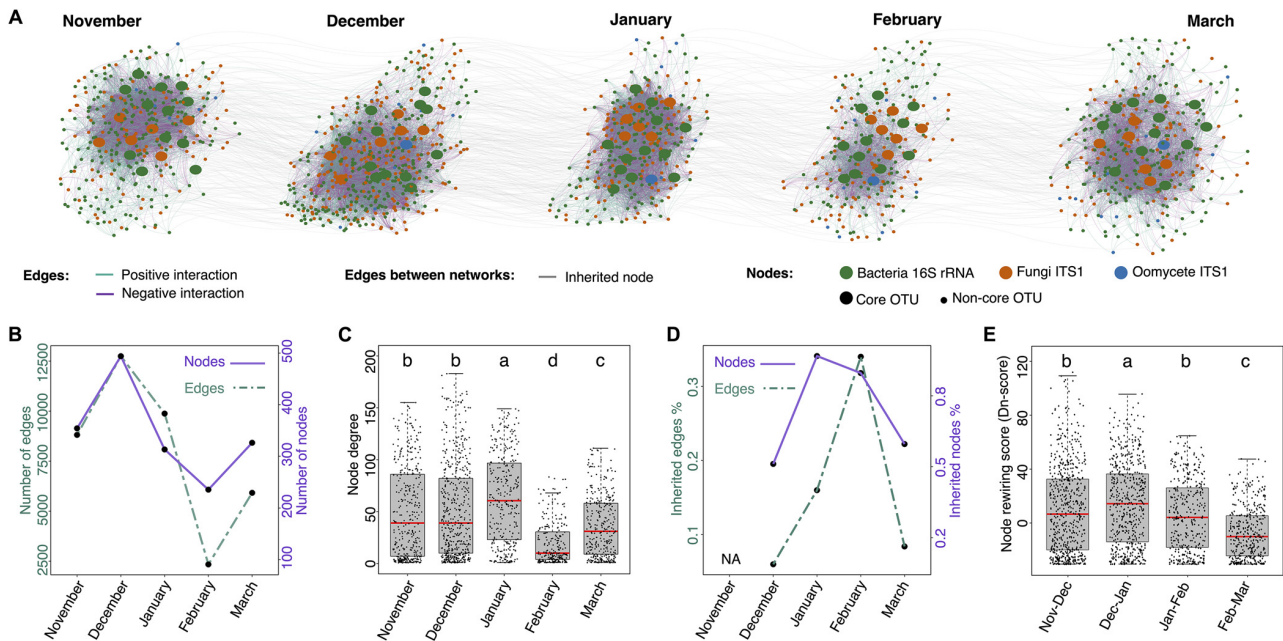 A
November
December
January
February
March
Edges:
Positive interaction
Negative interaction
Edges between networks:
Inherited node
Nodes:
Bacteria 16S rRNA
Fungi ITS1
Oomycete ITS1
Core OTU
Non-core OTU
B
Number of edges
12500
10000
7500
5000
2500
Nodes
Edges
500
400
300
200
100
Number of nodes
November
December
January
February
March
C
Node degree
200
150
100
50
0
b
b
a
d
c
November
December
January
February
March
D
Inherited edges %
0.3
0.2
0.1
Nodes
Edges
NA
0.8
0.5
0.2
Inherited nodes %
November
December
January
February
March
E
Node rewiring score (Dn-score)
120
80
40
0
b
a
b
c
Nov-Dec
Dec-Jan
Jan-Feb
Feb-Mar